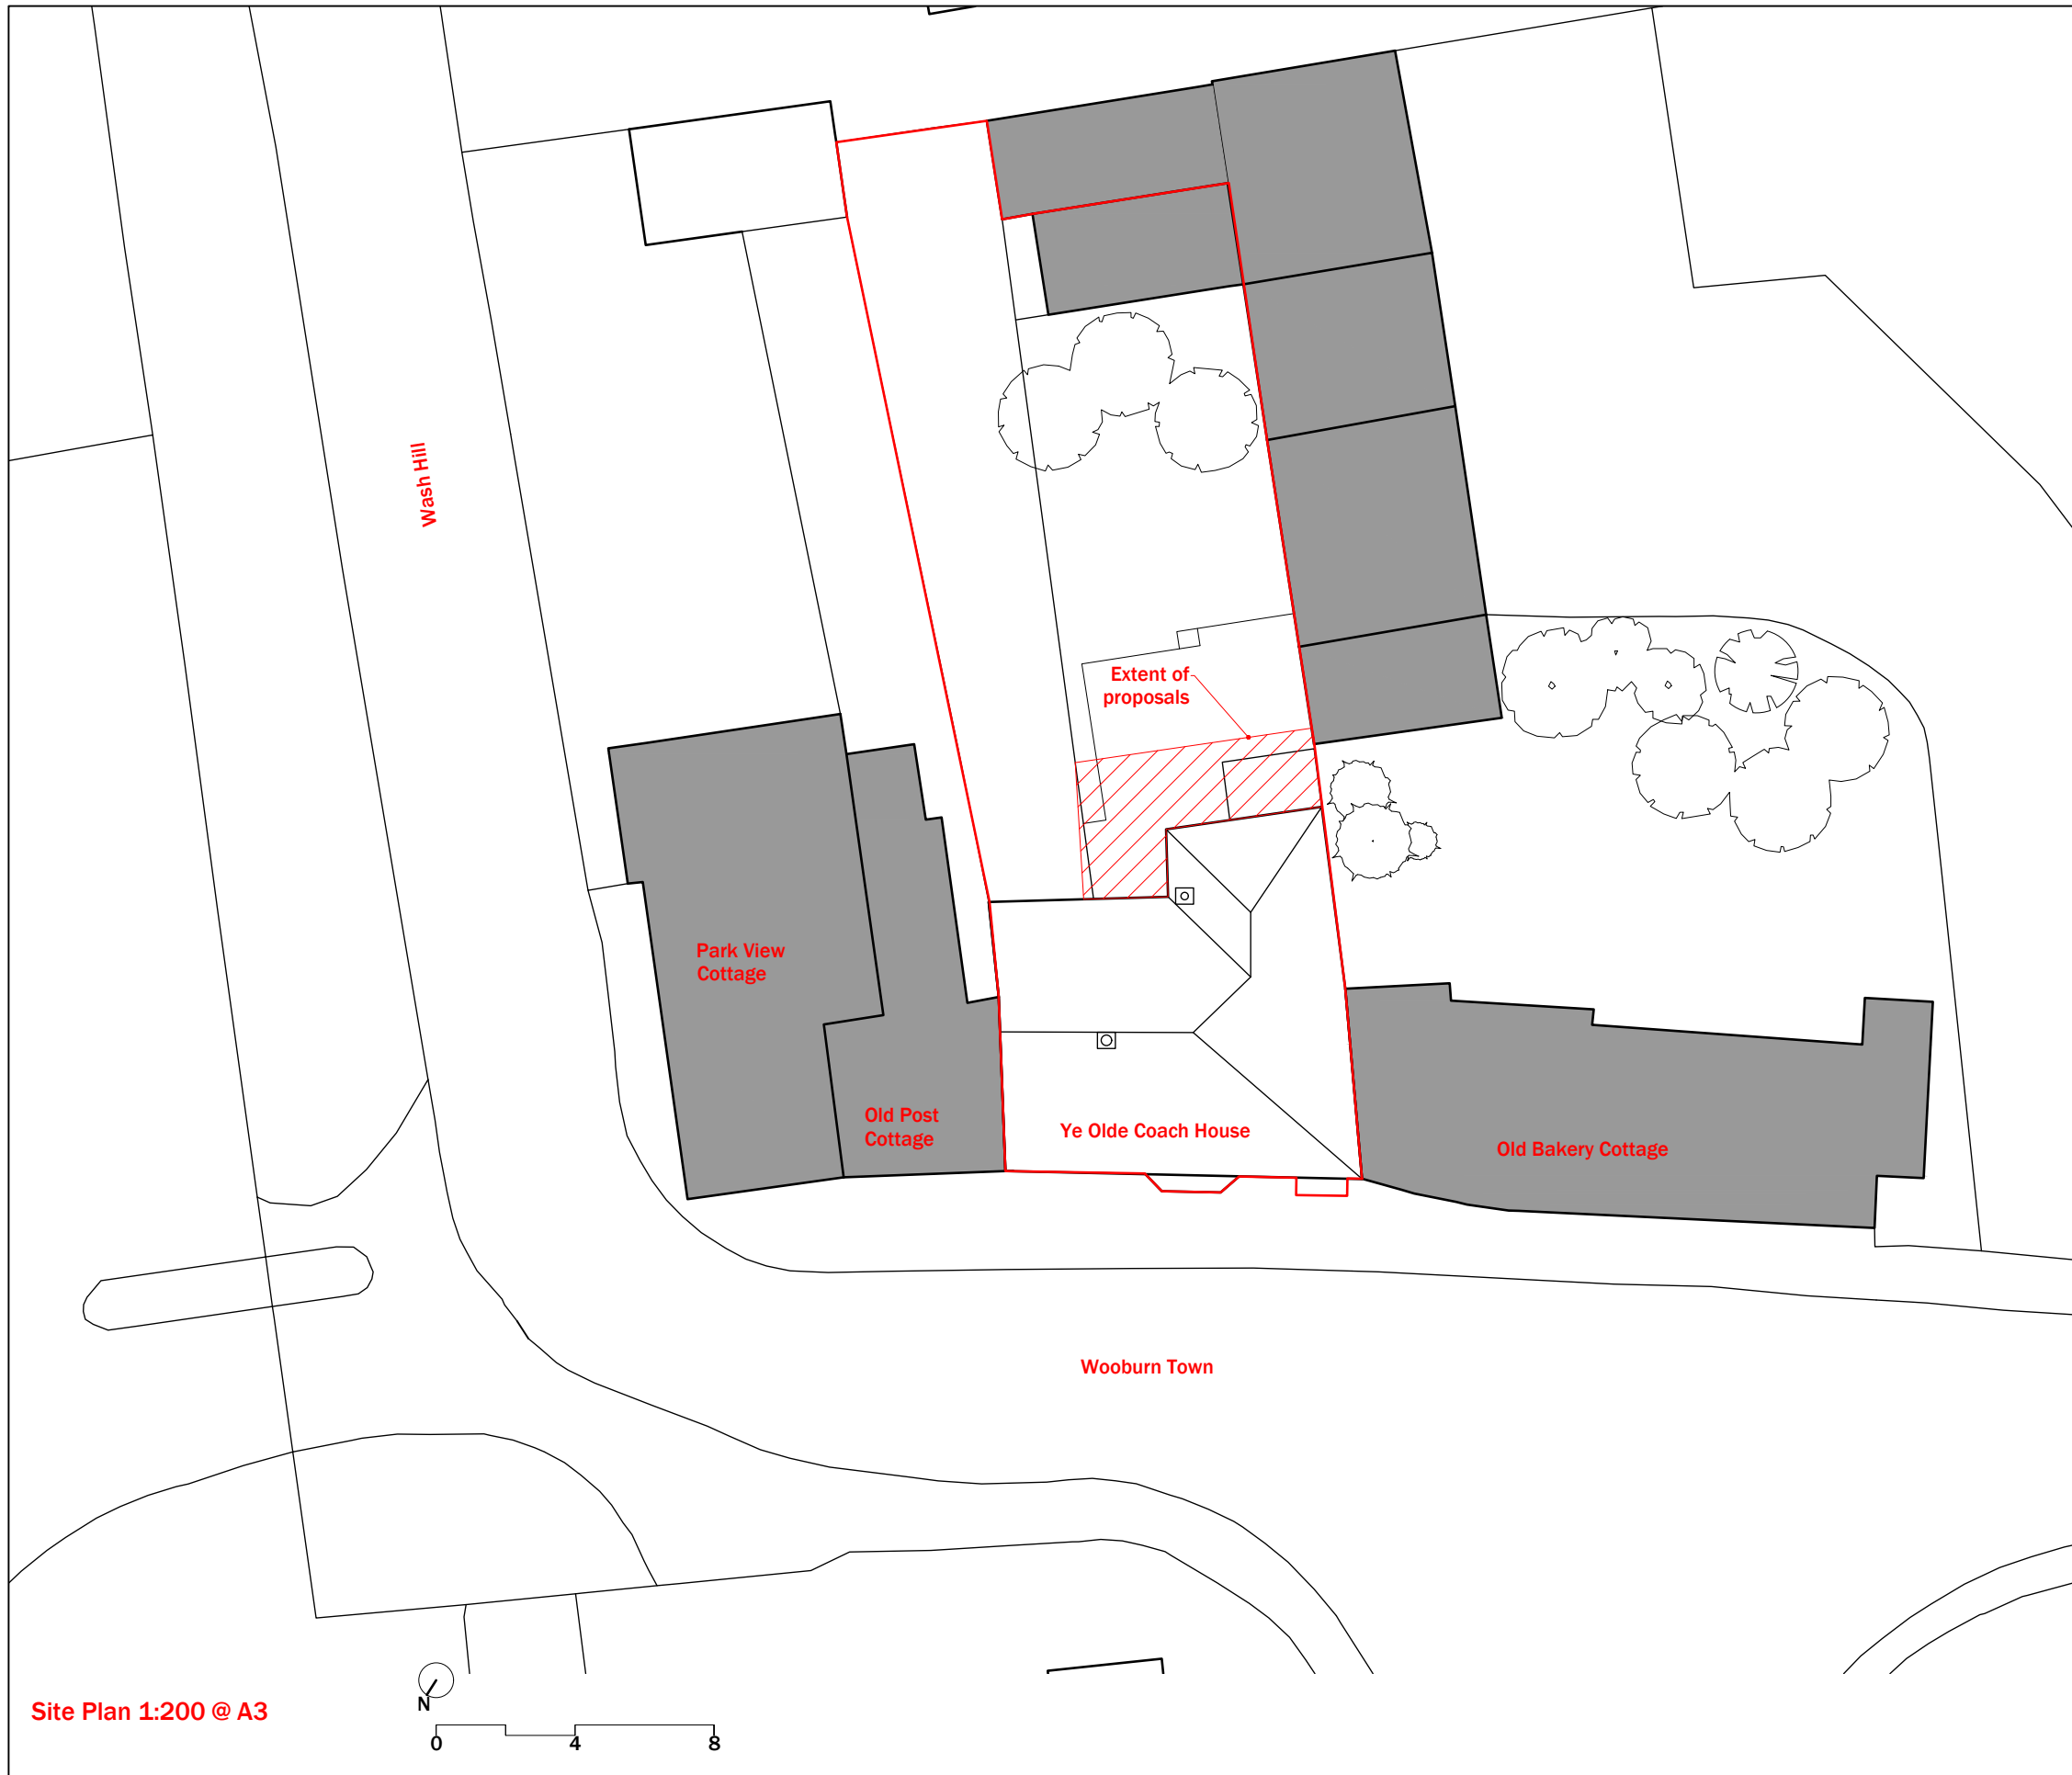 Wash Hill
Extent of
proposals
Park View
Cottage
Old Post
Cottage
Ye Olde Coach House
Old Bakery Cottage
Wooburn Town
N
Site Plan 1:200 @ A3
0 4 8